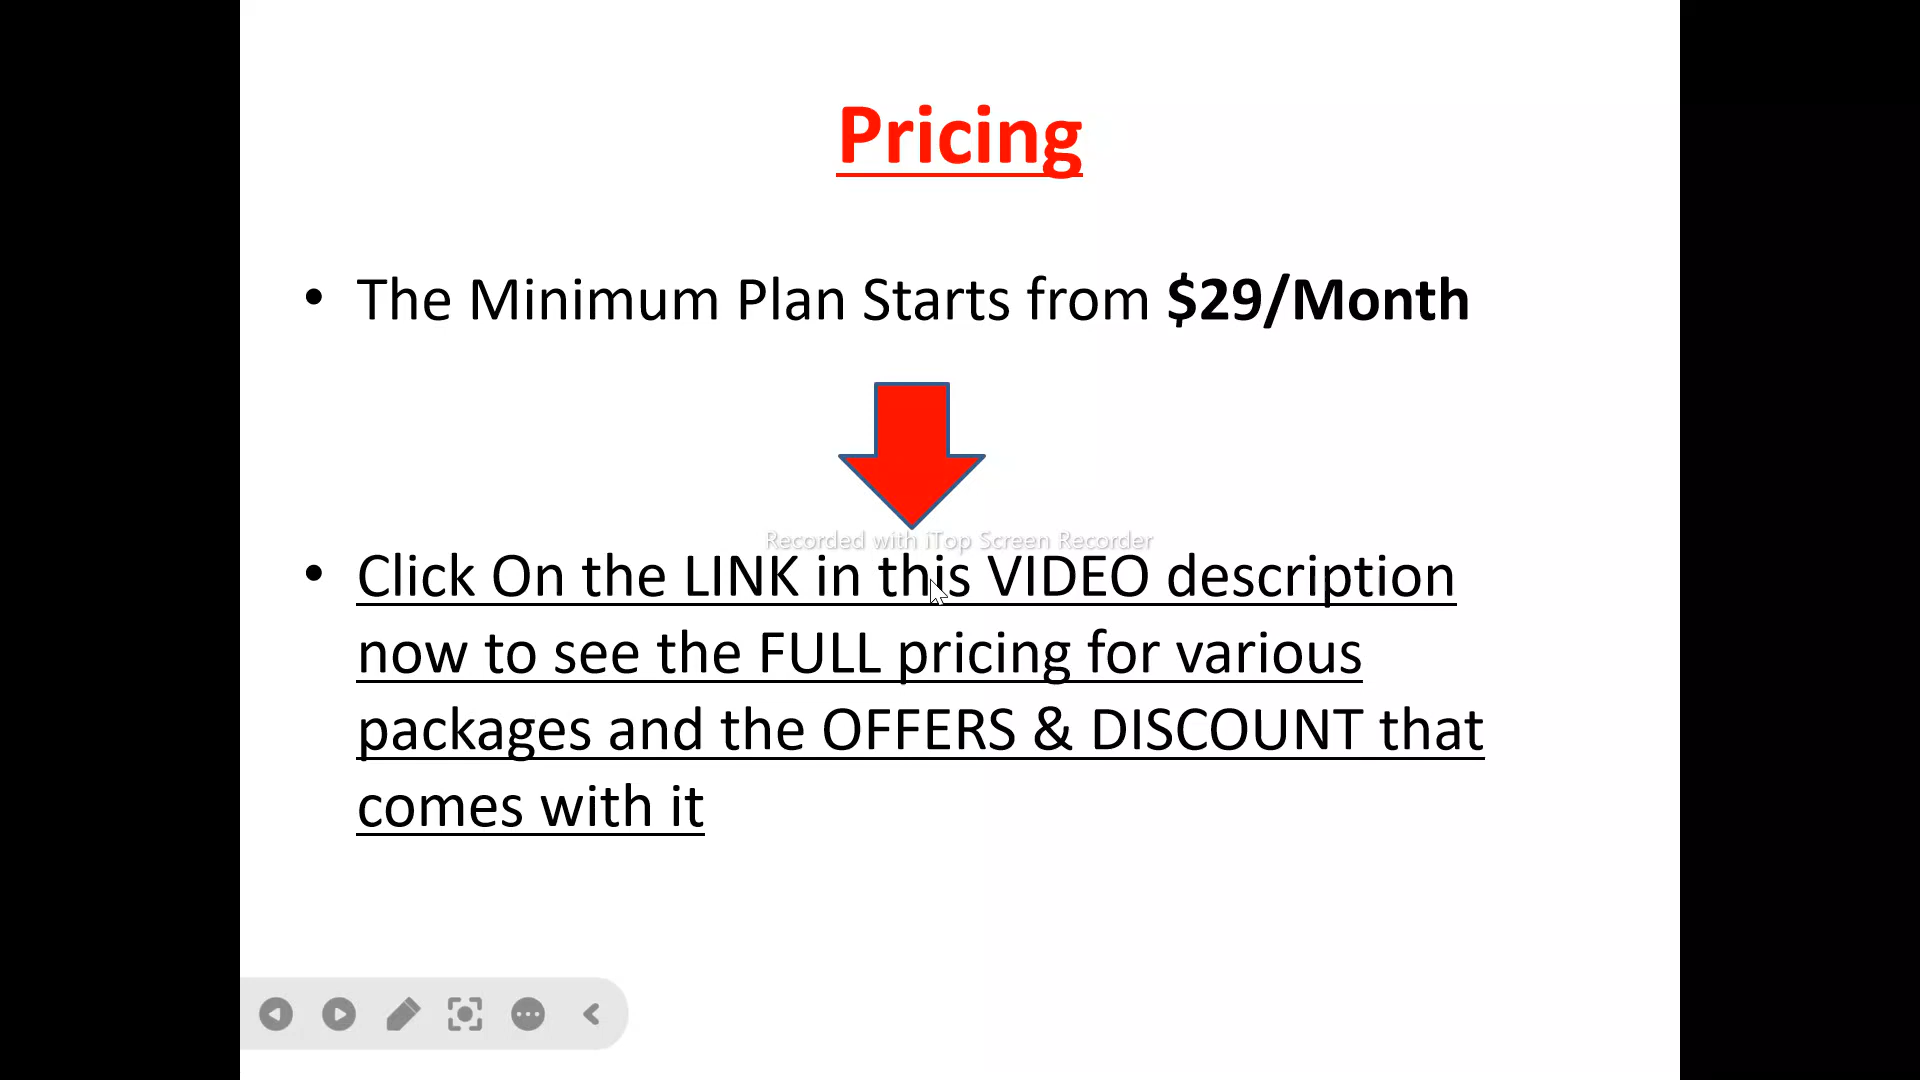 Pricing
• The Minimum Plan Starts from $29/Month
Recorded with iTop Screen Recorder
• Click On the LINK in this VIDEO description
now to see the FULL pricing for various
packages and the OFFERS & DISCOUNT that
comes with it